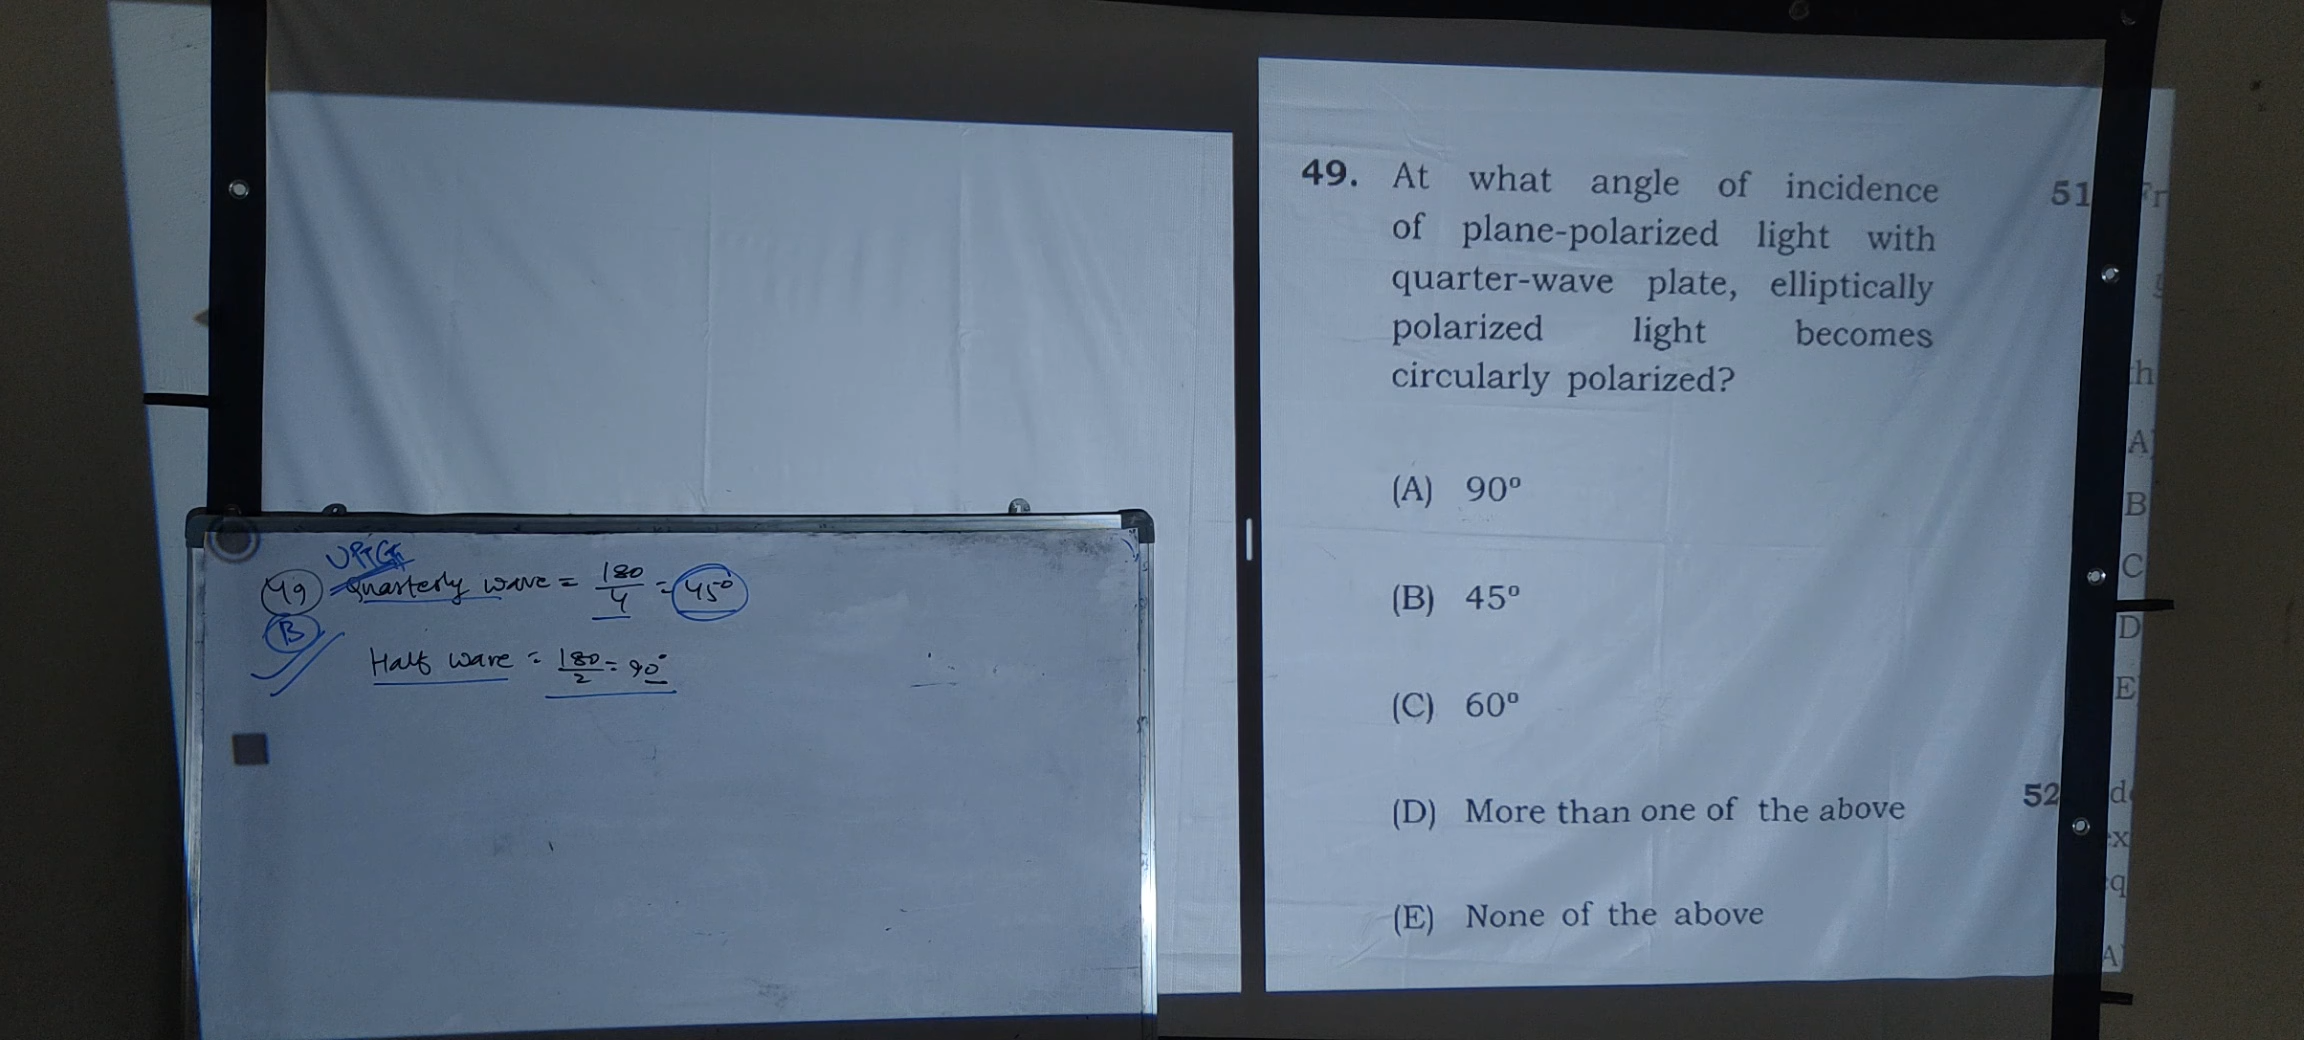 49. At what angle of incidence
of plane-polarized light with
quarter-wave plate, elliptically
polarized light becomes
circularly polarized?
(A) 90°
(B) 45°
(C) 60°
(D) More than one of the above
(E) None of the above
51
52
A
B
C
D
E
A
49 Quarterly wave = 180/4 = 45°
B
Half wave = 180/2 = 90°